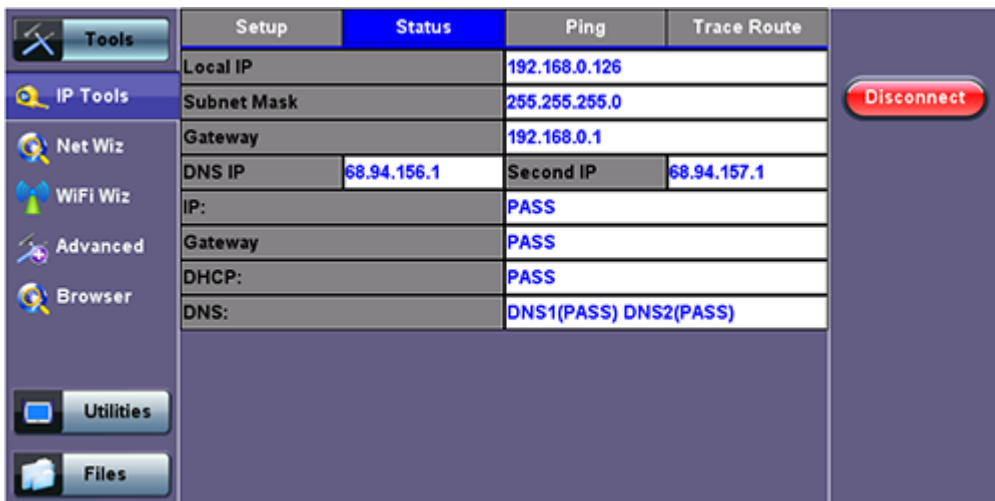 Tools
Setup Status Ping Trace Route
Local IP 192.168.0.126
IP Tools
Subnet Mask 255.255.255.0
Disconnect
Gateway 192.168.0.1
Net Wiz
DNS IP 68.94.156.1 Second IP 68.94.157.1
WiFi Wiz
IP: PASS
Gateway PASS
Advanced
DHCP: PASS
Browser
DNS: DNS1(PASS) DNS2(PASS)
Utilities
Files